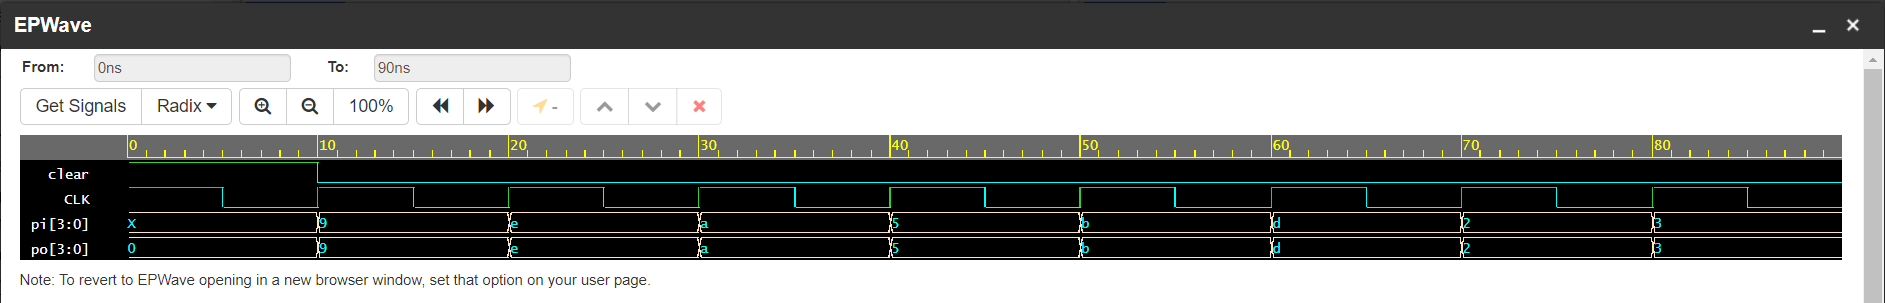 EPWave
From: 0ns To: 90ns
Get Signals Radix 100% -
0 10 20 30 40 50 60 70 80
clear
CLK
pi[3:0] X 9 e a 5 b d 2 3
po[3:0] 0 9 e a 5 b d 2 3
Note: To revert to EPWave opening in a new browser window, set that option on your user page.